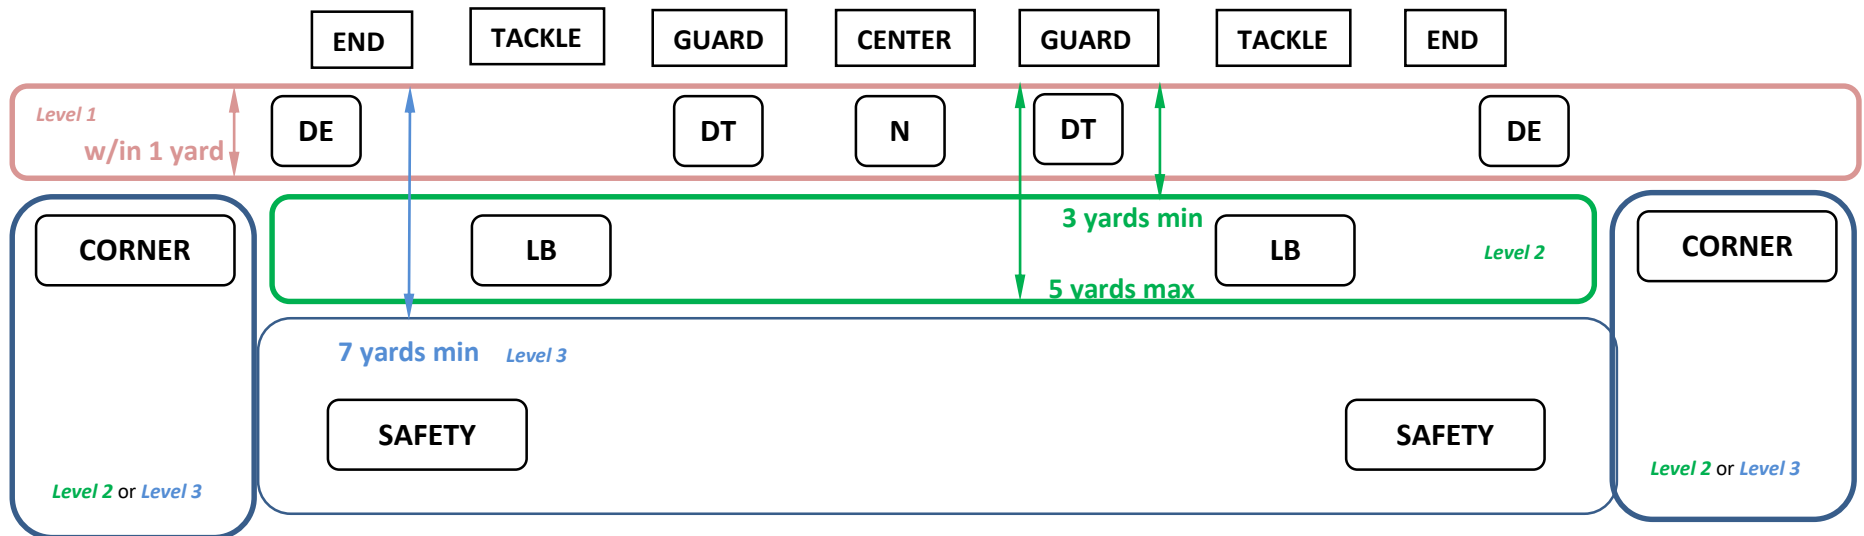 END TACKLE GUARD CENTER GUARD TACKLE END
Level 1
w/in 1 yard
DE DT N DT DE
3 yards min
CORNER LB LB Level 2 CORNER
5 yards max
7 yards min Level 3
SAFETY SAFETY
Level 2 or Level 3 Level 2 or Level 3